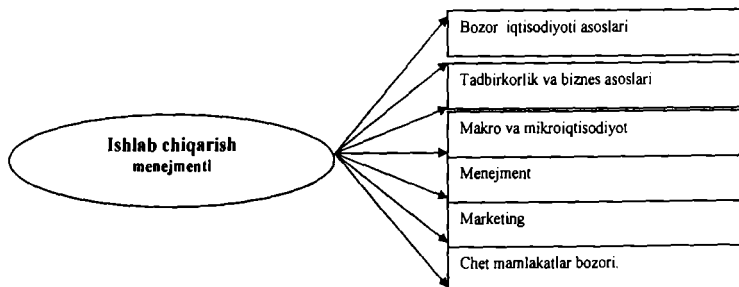 Ishlab chiqarish
menejmenti
Bozor iqtisodiyoti asoslari
Tadbirkorlik va biznes asoslari
Makro va mikroiqtisodiyot
Menejment
Marketing
Chet mamlakatlar bozori.